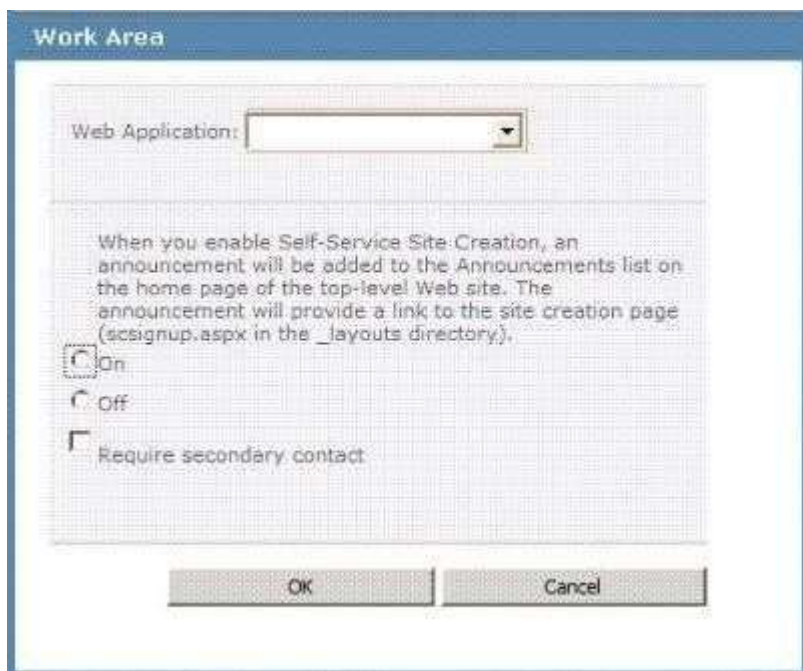 Work Area
Web Application:
When you enable Self-Service Site Creation, an
announcement will be added to the Announcements list on
the home page of the top-level Web site. The
announcement will provide a link to the site creation page
(scsignup.aspx in the _layouts directory).
On
Off
Require secondary contact
OK Cancel